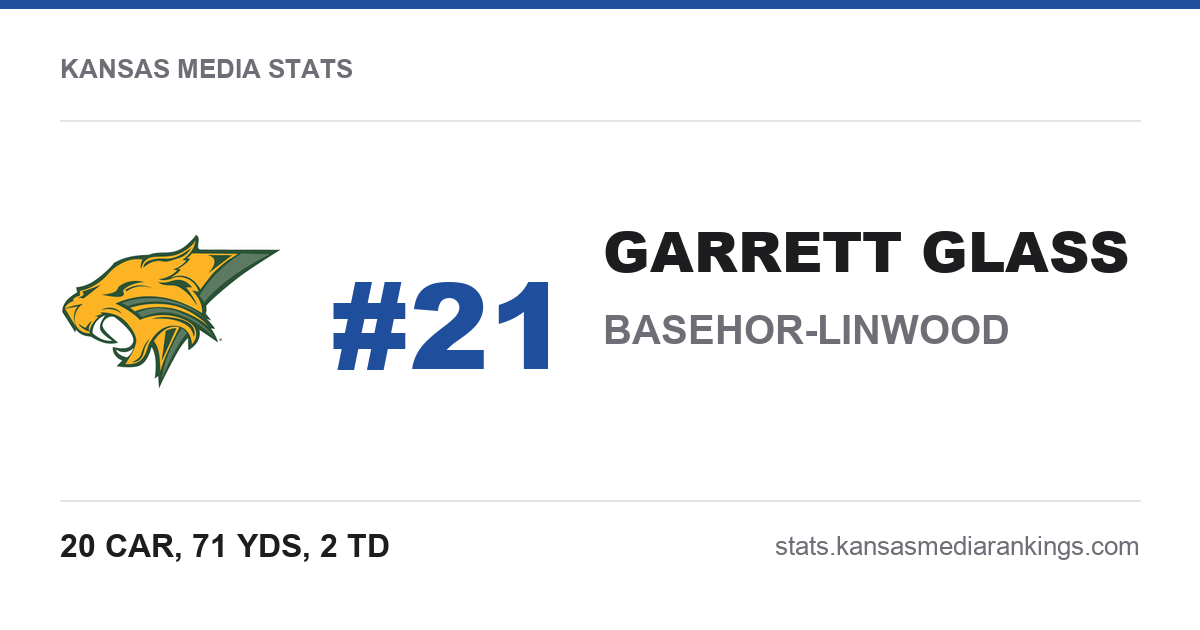 KANSAS MEDIA STATS
#21
GARRETT GLASS
BASEHOR-LINWOOD
20 CAR, 71 YDS, 2 TD
stats.kansasmediarankings.com